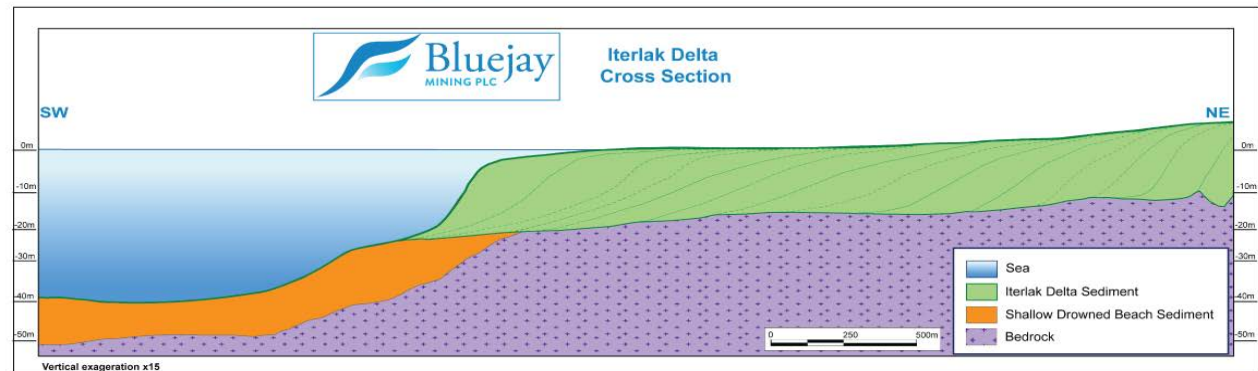 Bluejay
MINING PLC
Iterlak Delta
Cross Section
SW
NE
0m
-10m
-20m
-30m
-40m
-50m
0m
-10m
-20m
-30m
-40m
-50m
Sea
Iterlak Delta Sediment
Shallow Drowned Beach Sediment
Bedrock
0 250 500m
Vertical exageration x15